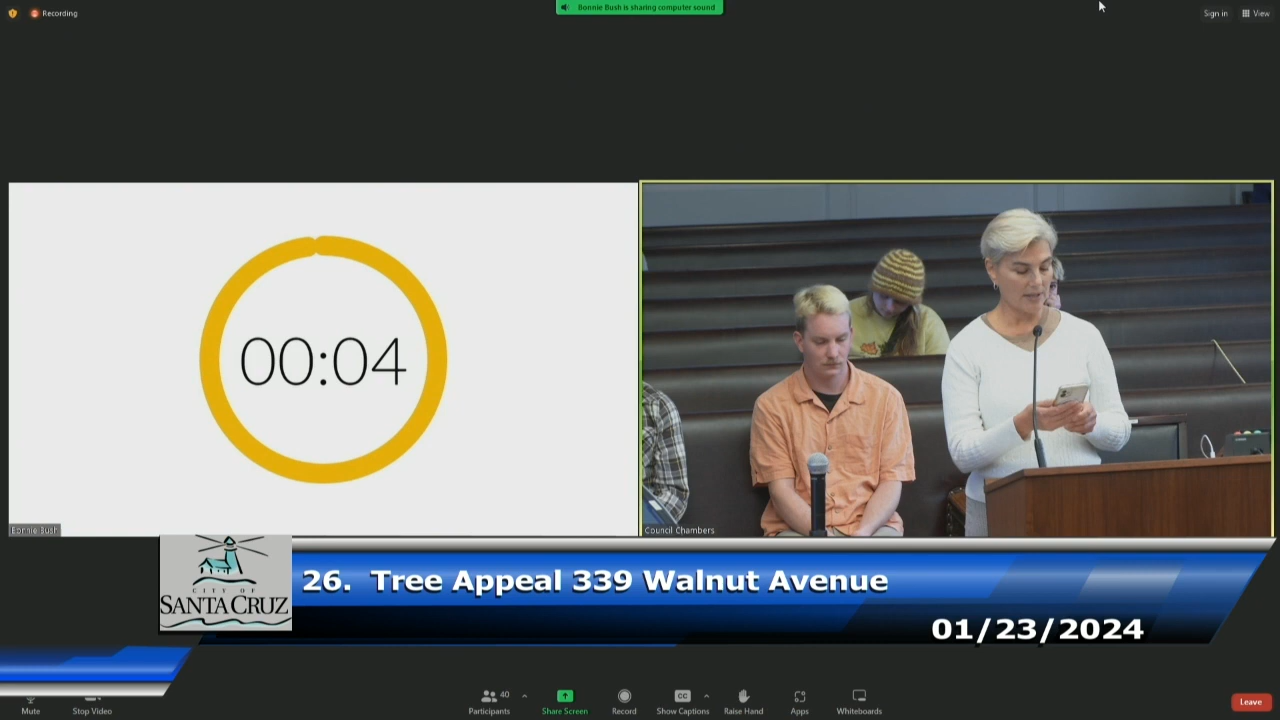 Bonnie Bush is sharing computer sound
Recording
Sign in
View
00:04
Bonnie Bush
Council Chambers
CITY OF
SANTA CRUZ
26. Tree Appeal 339 Walnut Avenue
01/23/2024
Mute
Stop Video
40
Participants
Share Screen
Record
CC
Show Captions
Raise Hand
Apps
Whiteboards
Leave